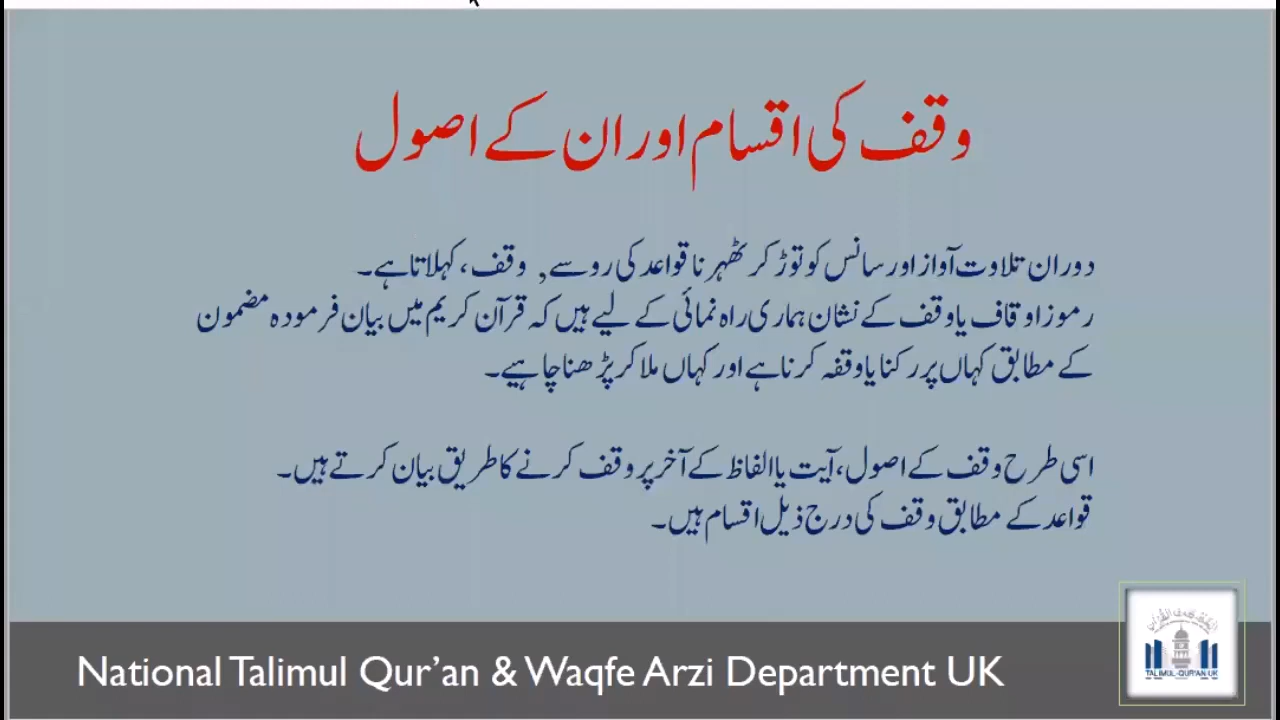 وقف کی اقسام اور ان کے اصول
دوران تلاوت آواز اور سانس کو توڑ کر ٹھہرنا قواعد کی رو سے , وقف، کہلاتا ہے۔
رموز اوقاف یا وقف کے نشان ہماری راہ نمائی کے لیے ہیں کہ قرآن کریم میں بیان فرمودہ مضمون
کے مطابق کہاں پر رکنا یا وقفہ کرنا ہے اور کہاں ملا کر پڑھنا چاہیے۔
اسی طرح وقف کے اصول، آیت یا الفاظ کے آخر پر وقف کرنے کا طریق بیان کرتے ہیں۔
قواعد کے مطابق وقف کی درج ذیل اقسام ہیں۔
National Talimul Qur’an & Waqfe Arzi Department UK
TALIMUL-QUR'AN UK